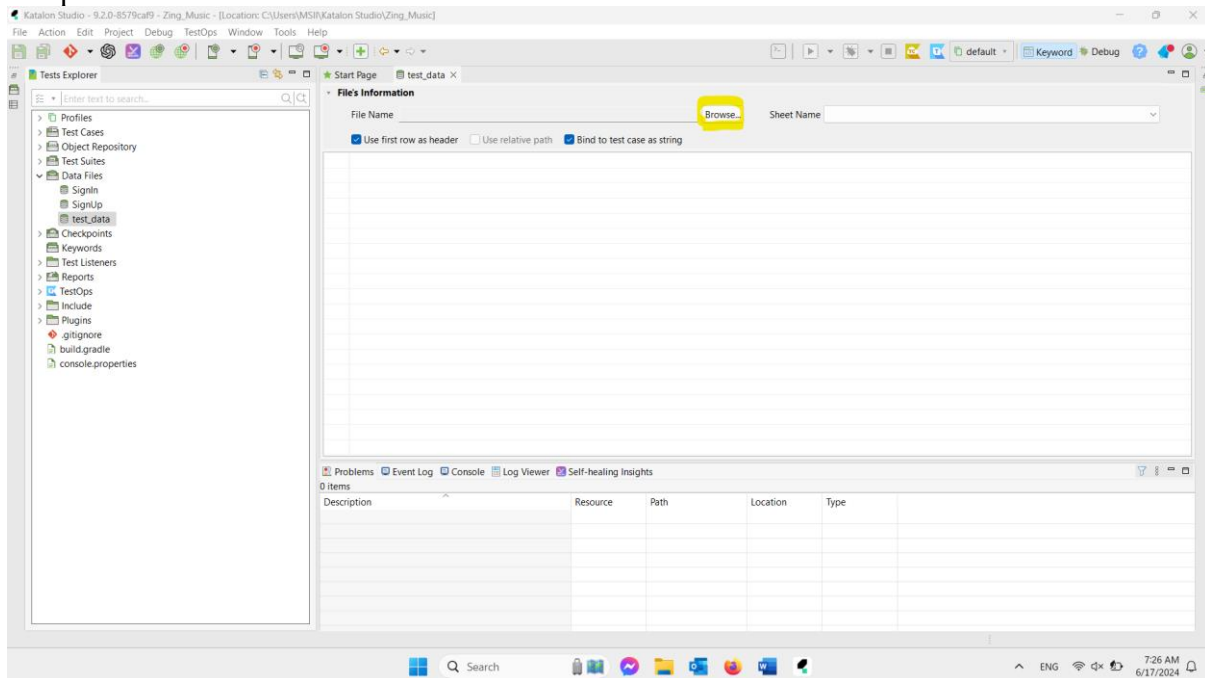 Katalon Studio - 9.2.0-8579caf9 - Zing_Music - [Location: C:\Users\MSII\Katalon Studio\Zing_Music]
File Action Edit Project Debug TestOps Window Tools Help
default Keyword Debug
Tests Explorer
Start Page test_data
Enter text to search...
File's Information
File Name Browse... Sheet Name
Use first row as header Use relative path Bind to test case as string
Profiles
Test Cases
Object Repository
Test Suites
Data Files
SignIn
SignUp
test_data
Checkpoints
Keywords
Test Listeners
Reports
TestOps
Include
Plugins
.gitignore
build.gradle
console.properties
Problems Event Log Console Log Viewer Self-healing Insights
0 items
Description Resource Path Location Type
Search
ENG 7:26 AM
6/17/2024